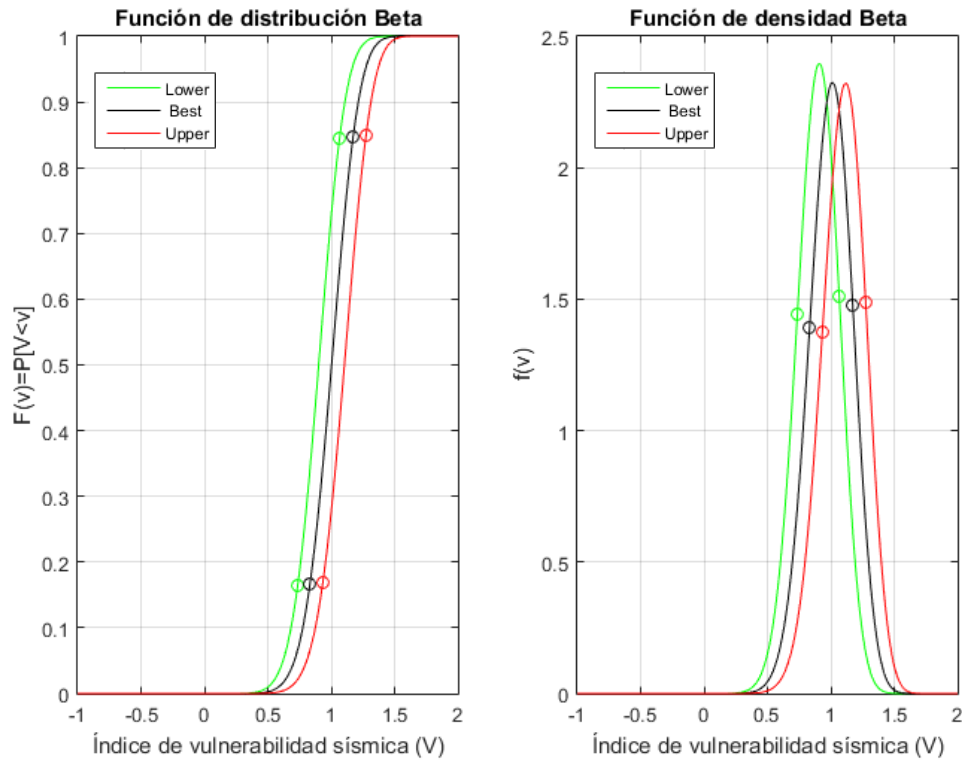 Función de distribución Beta
1
0.9
0.8
0.7
0.6
0.5
0.4
0.3
0.2
0.1
0
F(v)=P[V<v]
Lower
Best
Upper
-1 -0.5 0 0.5 1 1.5 2
Índice de vulnerabilidad sísmica (V)
Función de densidad Beta
2.5
2
1.5
1
0.5
0
f(v)
Lower
Best
Upper
-1 -0.5 0 0.5 1 1.5 2
Índice de vulnerabilidad sísmica (V)